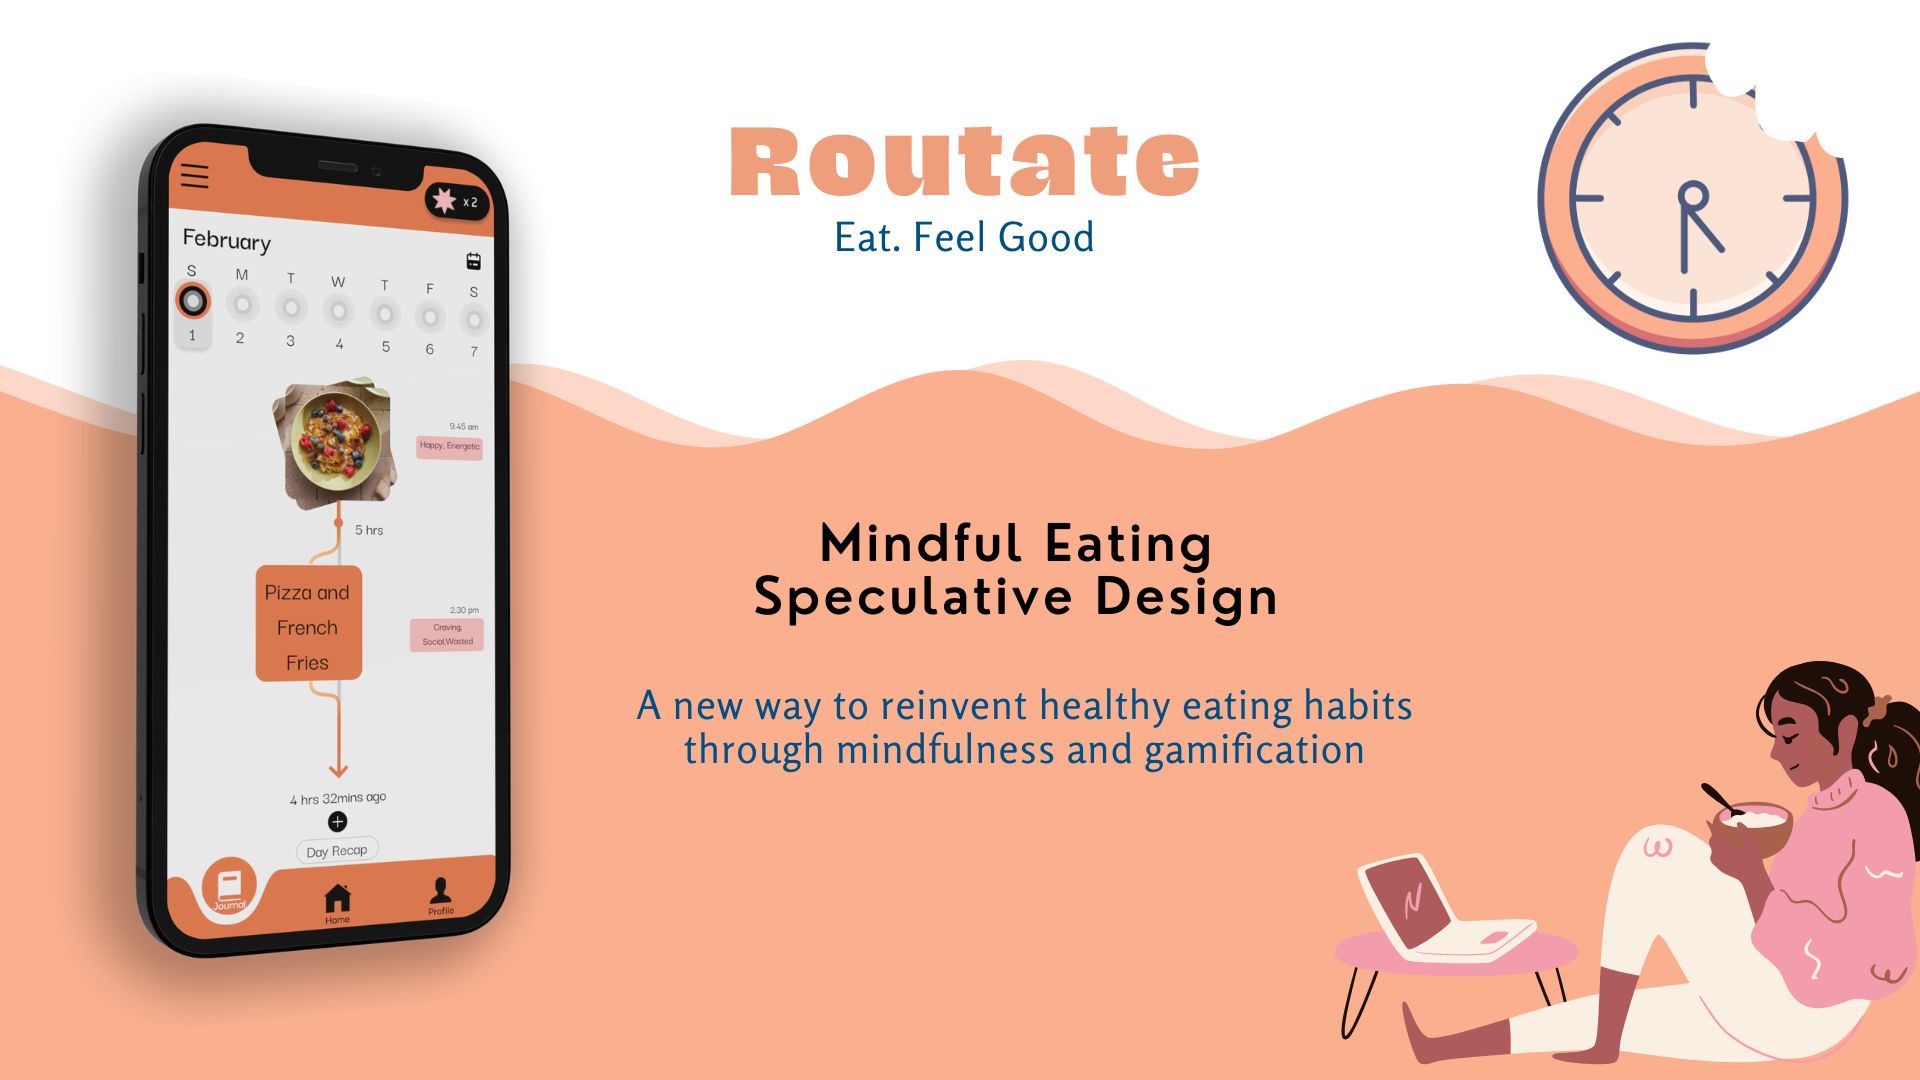 Routate
Eat. Feel Good
x2
February
S M T W T F S
1 2 3 4 5 6 7
9.45 am
Happy, Energetic
5 hrs
Pizza and
French
Fries
2.30 pm
Craving,
Social,Wasted
4 hrs 32mins ago
Day Recap
Journal
Home
Profile
Mindful Eating
Speculative Design
A new way to reinvent healthy eating habits
through mindfulness and gamification